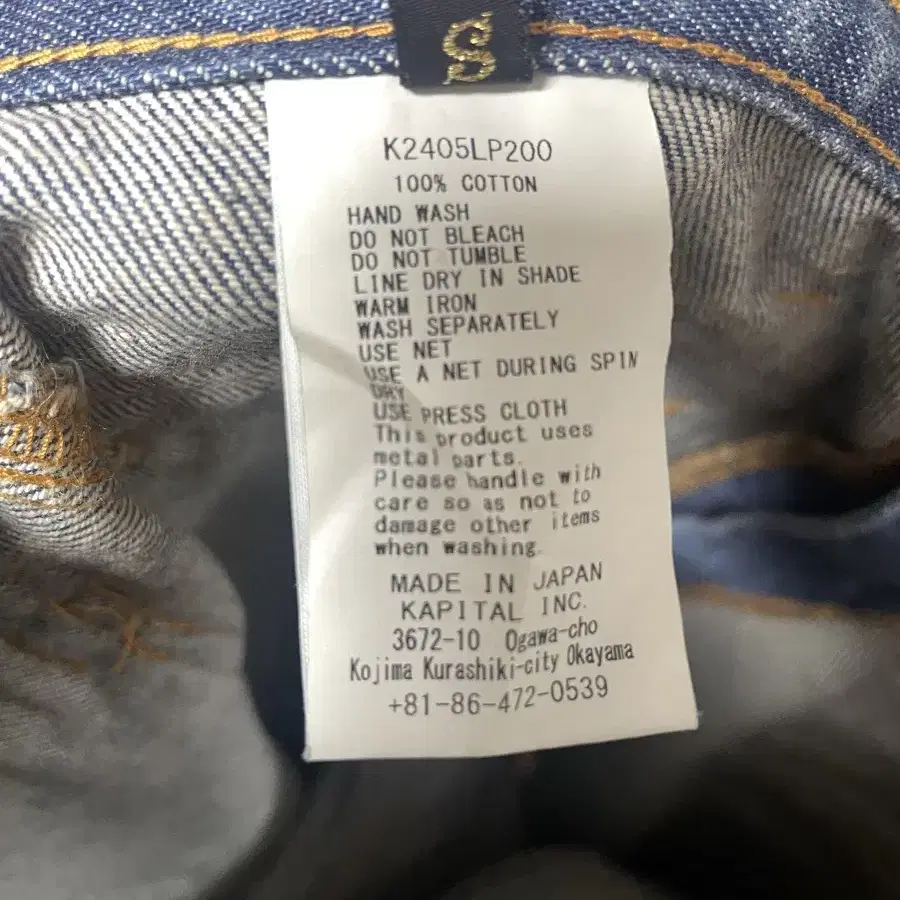 S
K2405LP200
100% COTTON
HAND WASH
DO NOT BLEACH
DO NOT TUMBLE
LINE DRY IN SHADE
WARM IRON
WASH SEPARATELY
USE NET
USE A NET DURING SPIN
DRY
USE PRESS CLOTH
This product uses
metal parts.
Please handle with
care so as not to
damage other items
when washing.
MADE IN JAPAN
KAPITAL INC.
3672-10 Ogawa-cho
Kojima Kurashiki-city Okayama
+81-86-472-0539